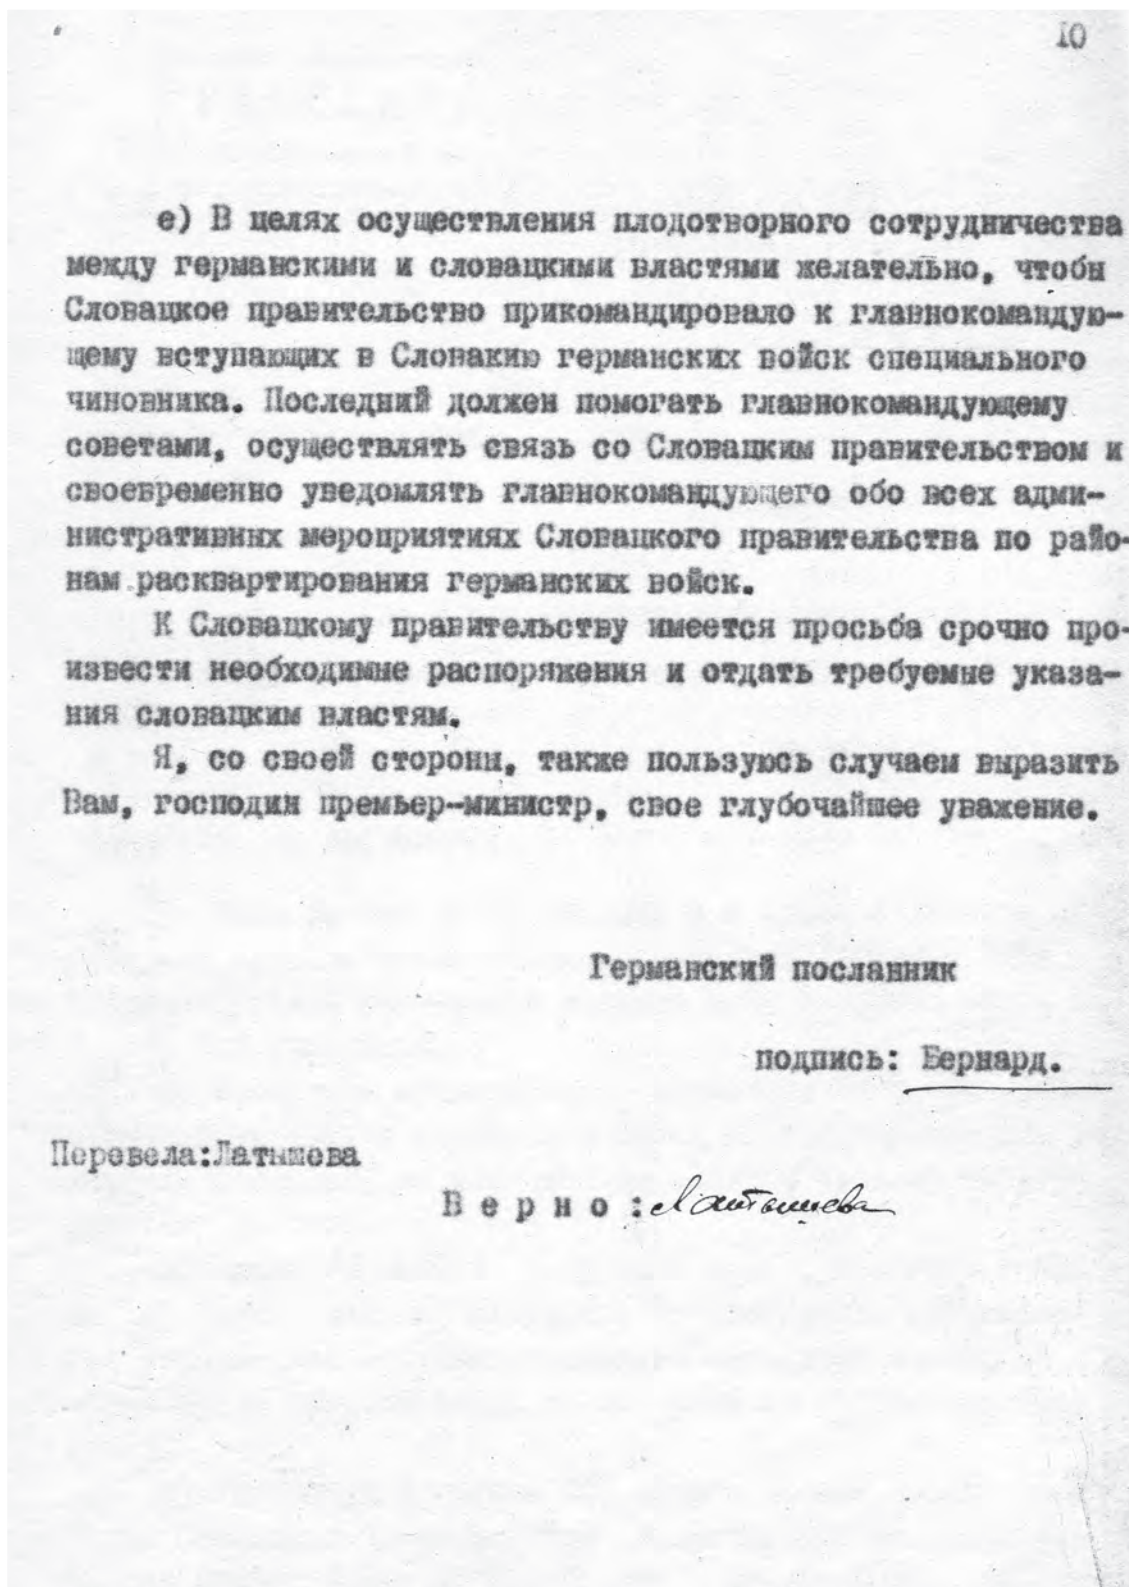 10
е) В целях осуществления плодотворного сотрудничества
между германскими и словацкими властями желательно, чтобы
Словацкое правительство прикомандировало к главнокомандую-
щему вступающих в Словакию германских войск специального
чиновника. Последний должен помогать главнокомандующему
советами, осуществлять связь со Словацким правительством и
своевременно уведомлять главнокомандующего обо всех адми-
нистративных мероприятиях Словацкого правительства по райо-
нам расквартирования германских войск.
К Словацкому правительству имеется просьба срочно про-
извести необходимые распоряжения и отдать требуемые указа-
ния словацким властям.
Я, со своей стороны, также пользуюсь случаем выразить
Вам, господин премьер-министр, свое глубочайшее уважение.
Германский посланник
подпись: Бернард.
Перевела:Латышева
В е р н о : Латышева